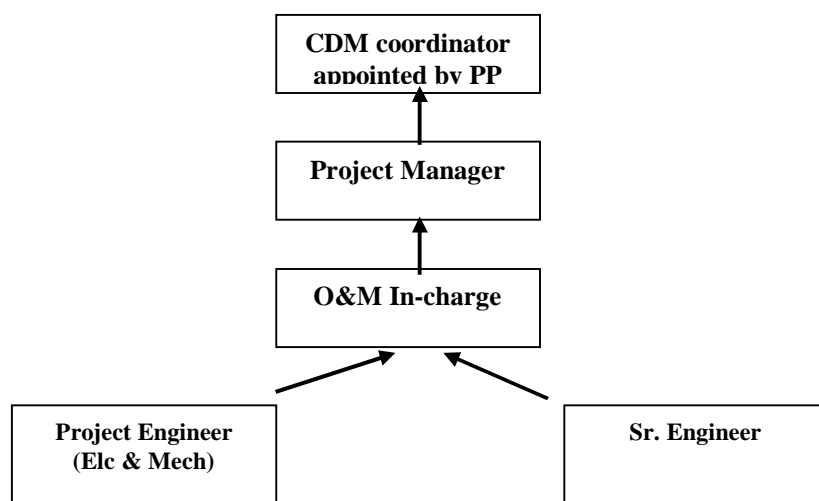 CDM coordinator
appointed by PP
Project Manager
O&M In-charge
Project Engineer
(Elc & Mech)
Sr. Engineer